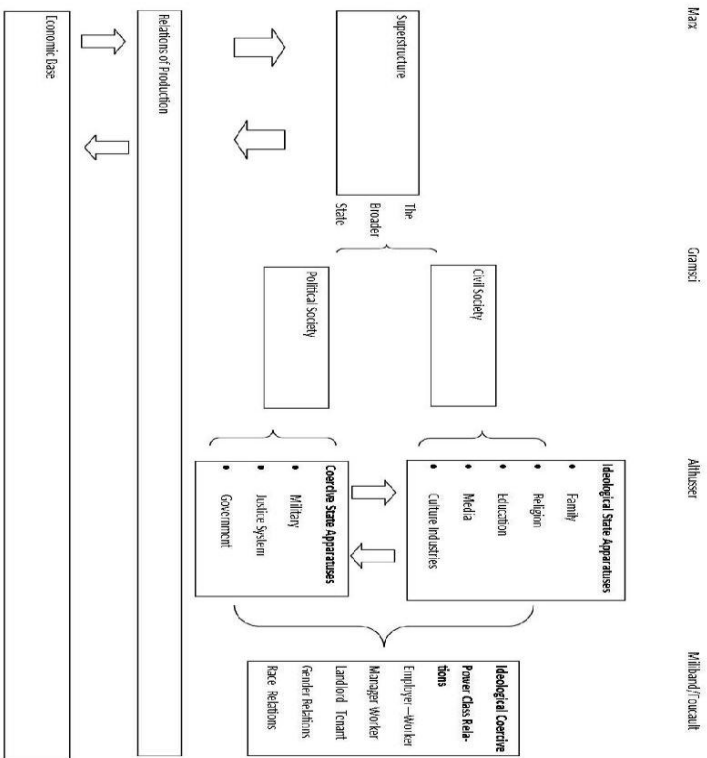 Marx
Gramsci
Althusser
Miliband/Foucault
Superstructure
The
Broader
State
Civil Society
Political Society
Ideological State Apparatuses
• Family
• Religion
• Education
• Media
• Culture Industries
Coercive State Apparatuses
• Military
• Justice System
• Government
Ideological Coercive
Power Class Rela-
tions
Employer–Worker
Manager Worker
Landlord Tenant
Gender Relations
Race Relations
Relations of Production
Economic Base